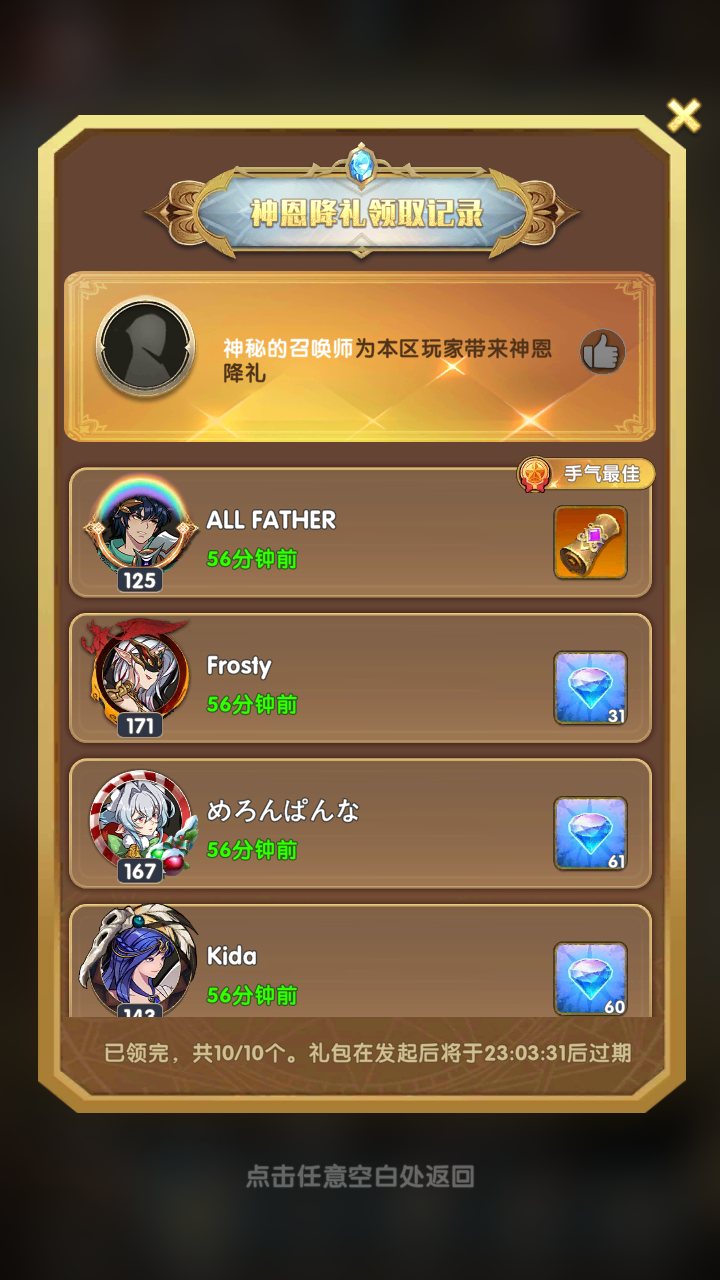 神恩降礼领取记录
神秘的召唤师为本区玩家带来神恩
降礼
手气最佳
ALL FATHER
56分钟前
125
Frosty
56分钟前
31
171
めろんぱんな
56分钟前
61
167
Kida
56分钟前
60
143
已领完，共10/10个。礼包在发起后将于23:03:31后过期
点击任意空白处返回